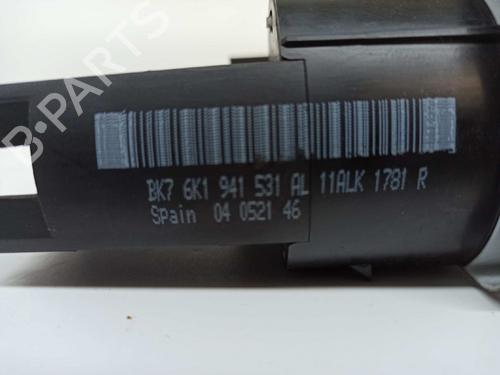 B-PARTS
BK7 6K1 941 531 AL 11ALK 1781 R
Spain 04 0521 46